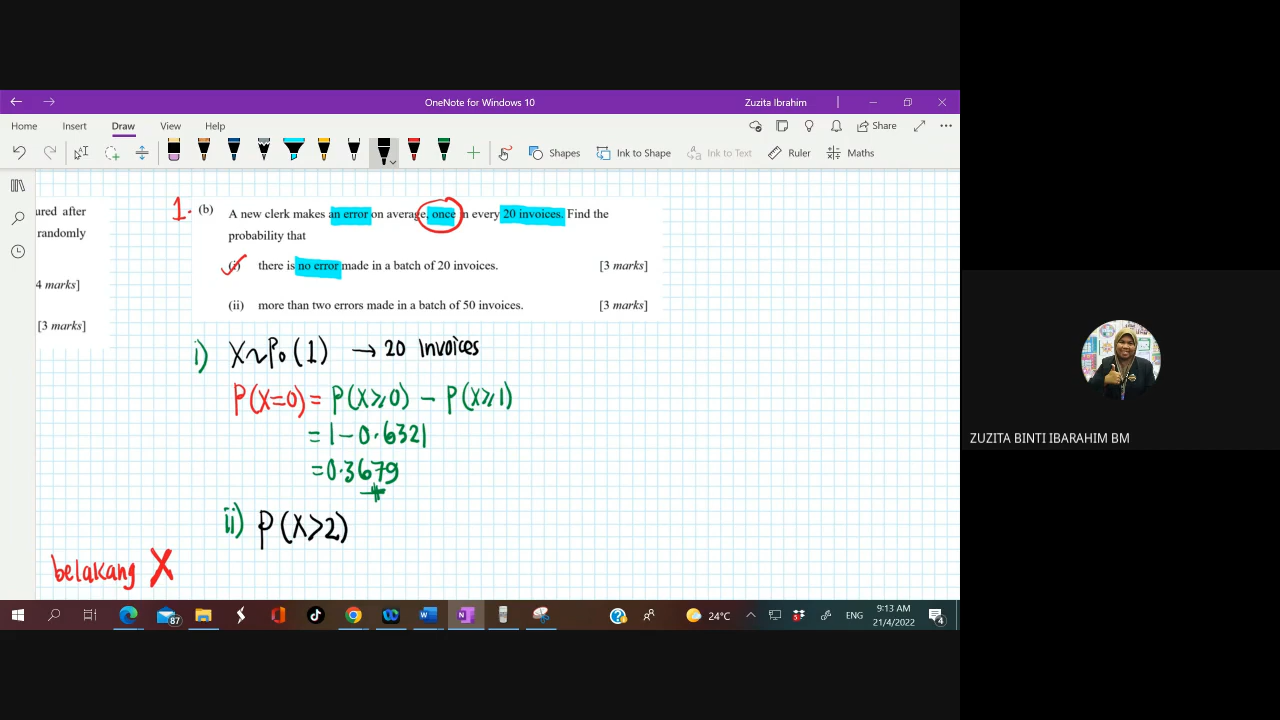 OneNote for Windows 10
Zuzita Ibrahim
Home Insert Draw View Help
Share
Shapes Ink to Shape Ink to Text Ruler Maths
ured after
randomly
4 marks]
[3 marks]
1. (b) A new clerk makes an error on average, once in every 20 invoices. Find the
probability that
(i) there is no error made in a batch of 20 invoices. [3 marks]
(ii) more than two errors made in a batch of 50 invoices. [3 marks]
i) X~Po(1) → 20 Invoices
P(X=0) = P(X⩾0) - P(X⩾1)
= 1 - 0.6321
= 0.3679
ii) P(X>2)
belakang X
ZUZITA BINTI IBARAHIM BM
87
24°C
ENG
9:13 AM
21/4/2022
4